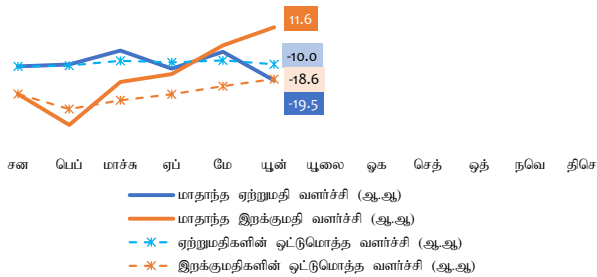 11.6
-10.0
-18.6
-19.5
சன பெப் மார்ச்சு ஏப் மே யூன் யூலை ஓக செத் ஒத் நவெ திசெ
மாதாந்த ஏற்றுமதி வளர்ச்சி (ஆ.ஆ)
மாதாந்த இறக்குமதி வளர்ச்சி (ஆ.ஆ)
ஏற்றுமதிகளின் ஒட்டுமொத்த வளர்ச்சி (ஆ.ஆ)
இறக்குமதிகளின் ஒட்டுமொத்த வளர்ச்சி (ஆ.ஆ)